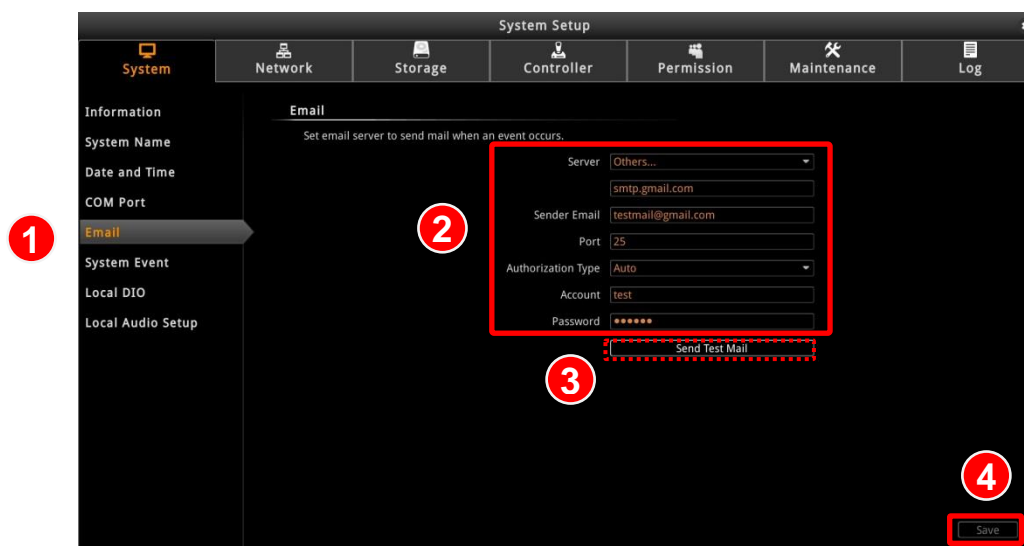 System Setup
System Network Storage Controller Permission Maintenance Log
Information
System Name
Date and Time
COM Port
Email
System Event
Local DIO
Local Audio Setup
Email
Set email server to send mail when an event occurs.
Server Others...
smtp.gmail.com
Sender Email testmail@gmail.com
Port 25
Authorization Type Auto
Account test
Password ••••••
Send Test Mail
Save
1
2
3
4